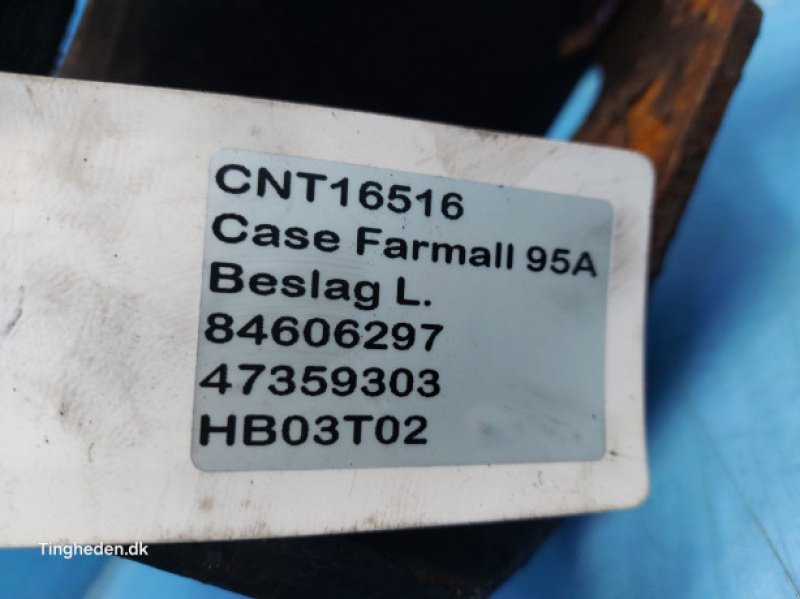 CNT16516
Case Farmall 95A
Beslag L.
84606297
47359303
HB03T02
Tingheden.dk